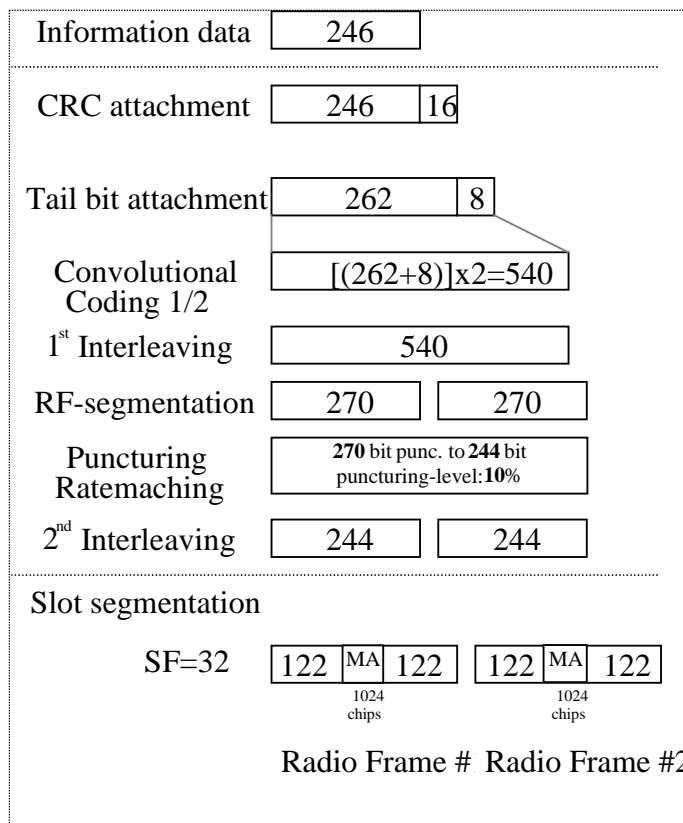 Information data 246
CRC attachment 246 16
Tail bit attachment 262 8
Convolutional [(262+8)]x2=540
Coding 1/2
1st Interleaving 540
RF-segmentation 270 270
Puncturing 270 bit punc. to 244 bit
Ratemaching puncturing-level:10%
2nd Interleaving 244 244
Slot segmentation
SF=32 122 MA 122 122 MA 122
1024 1024
chips chips
Radio Frame # Radio Frame #2